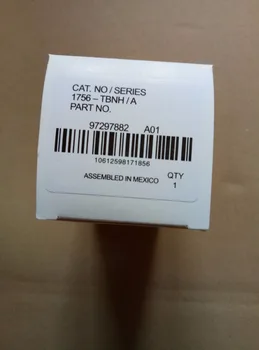 CAT. NO / SERIES
1756 – TBNH / A
PART NO.
97297882 A01
10612598171856
ASSEMBLED IN MEXICO
QTY
1